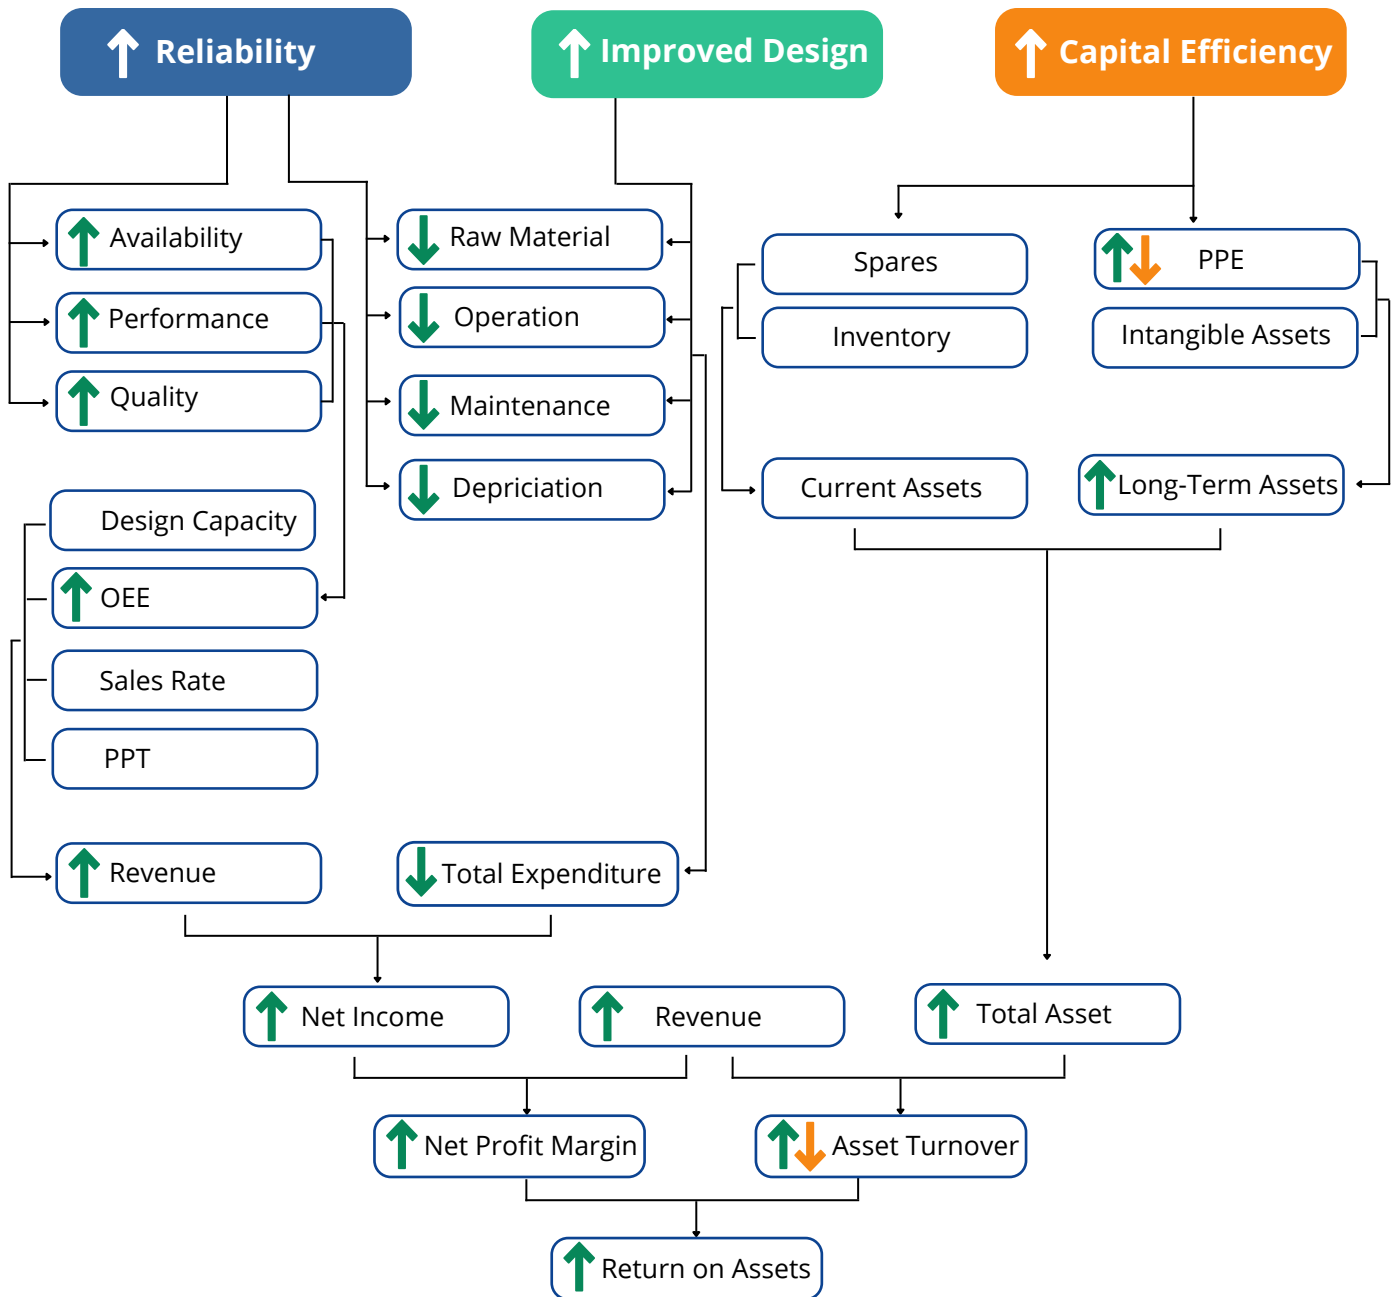 Reliability
Improved Design
Capital Efficiency
Availability
Raw Material
Spares
PPE
Performance
Operation
Inventory
Intangible Assets
Quality
Maintenance
Depriciation
Current Assets
Long-Term Assets
Design Capacity
OEE
Sales Rate
PPT
Revenue
Total Expenditure
Net Income
Revenue
Total Asset
Net Profit Margin
Asset Turnover
Return on Assets